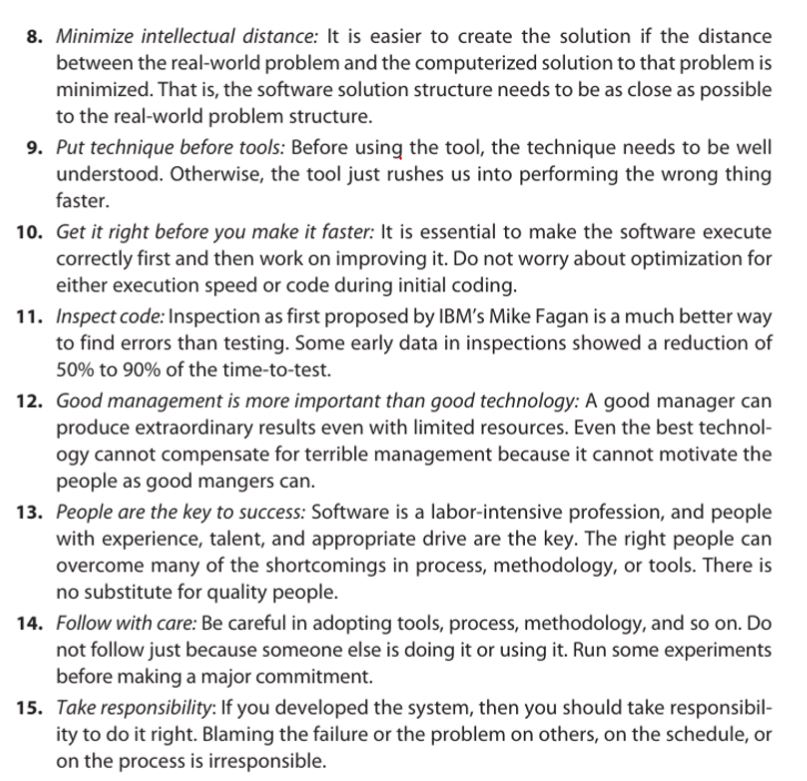 8. Minimize intellectual distance: It is easier to create the solution if the distance
between the real-world problem and the computerized solution to that problem is
minimized. That is, the software solution structure needs to be as close as possible
to the real-world problem structure.
9. Put technique before tools: Before using the tool, the technique needs to be well
understood. Otherwise, the tool just rushes us into performing the wrong thing
faster.
10. Get it right before you make it faster: It is essential to make the software execute
correctly first and then work on improving it. Do not worry about optimization for
either execution speed or code during initial coding.
11. Inspect code: Inspection as first proposed by IBM's Mike Fagan is a much better way
to find errors than testing. Some early data in inspections showed a reduction of
50% to 90% of the time-to-test.
12. Good management is more important than good technology: A good manager can
produce extraordinary results even with limited resources. Even the best technol-
ogy cannot compensate for terrible management because it cannot motivate the
people as good mangers can.
13. People are the key to success: Software is a labor-intensive profession, and people
with experience, talent, and appropriate drive are the key. The right people can
overcome many of the shortcomings in process, methodology, or tools. There is
no substitute for quality people.
14. Follow with care: Be careful in adopting tools, process, methodology, and so on. Do
not follow just because someone else is doing it or using it. Run some experiments
before making a major commitment.
15. Take responsibility: If you developed the system, then you should take responsibil-
ity to do it right. Blaming the failure or the problem on others, on the schedule, or
on the process is irresponsible.